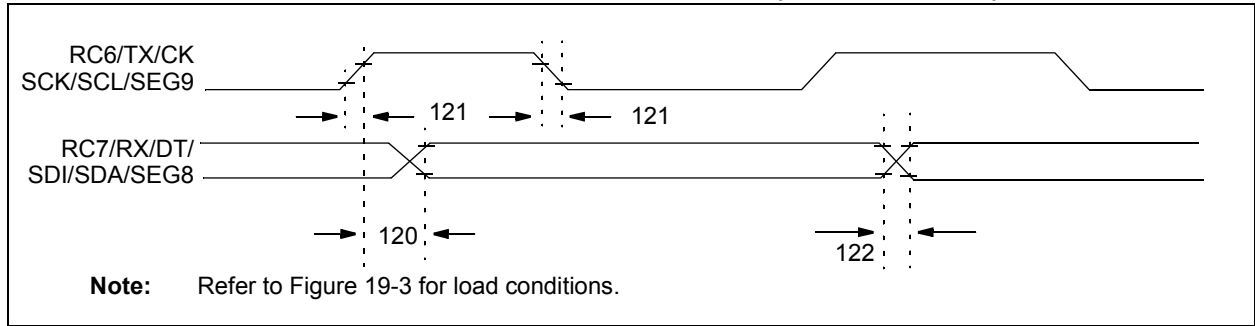 RC6/TX/CK
SCK/SCL/SEG9
121
121
RC7/RX/DT/
SDI/SDA/SEG8
120
122
Note: Refer to Figure 19-3 for load conditions.